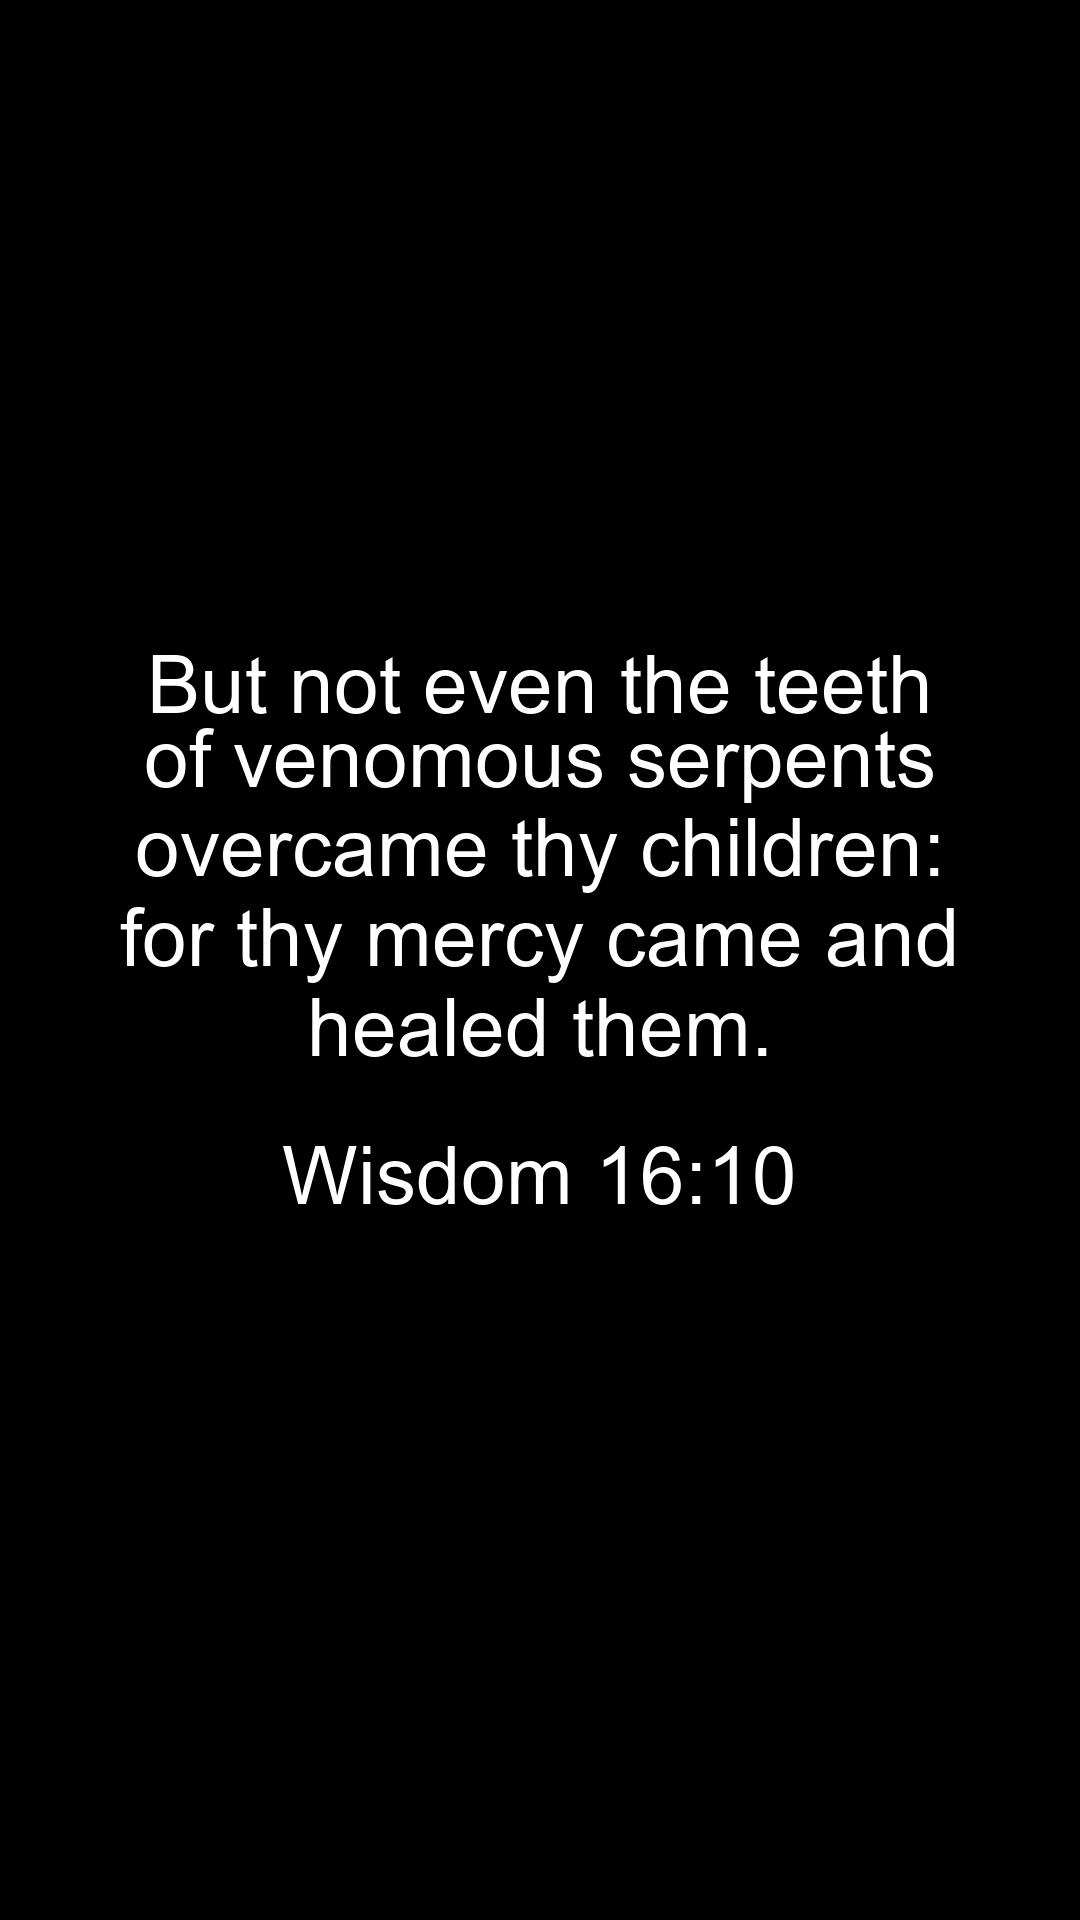 But not even the teeth
of venomous serpents
overcame thy children:
for thy mercy came and
healed them.
Wisdom 16:10